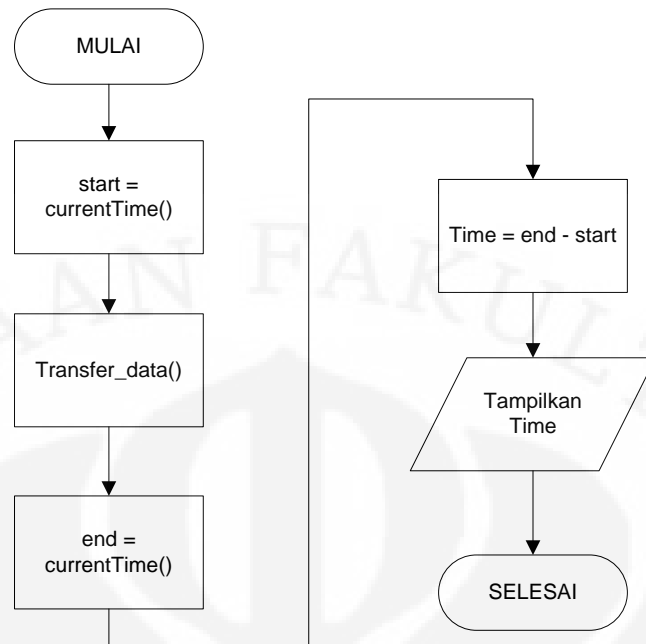 MULAI
start =
currentTime()
Transfer_data()
end =
currentTime()
Time = end - start
Tampilkan
Time
SELESAI